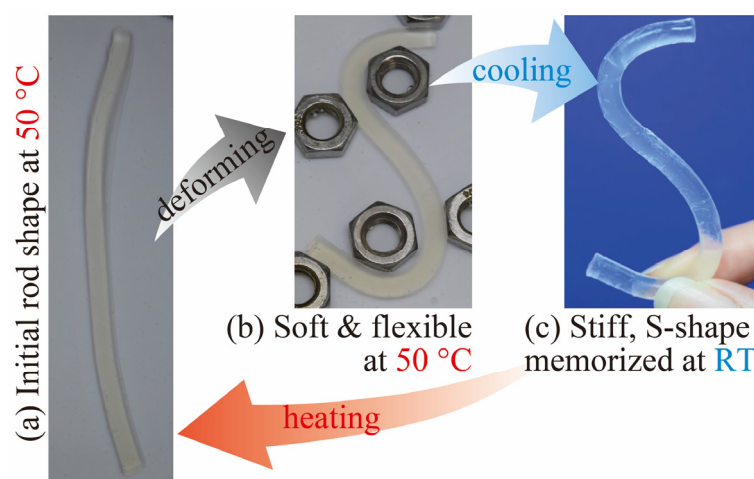 (a) Initial rod shape at 50 °C
deforming
cooling
(b) Soft & flexible
at 50 °C
(c) Stiff, S-shape
memorized at RT
heating